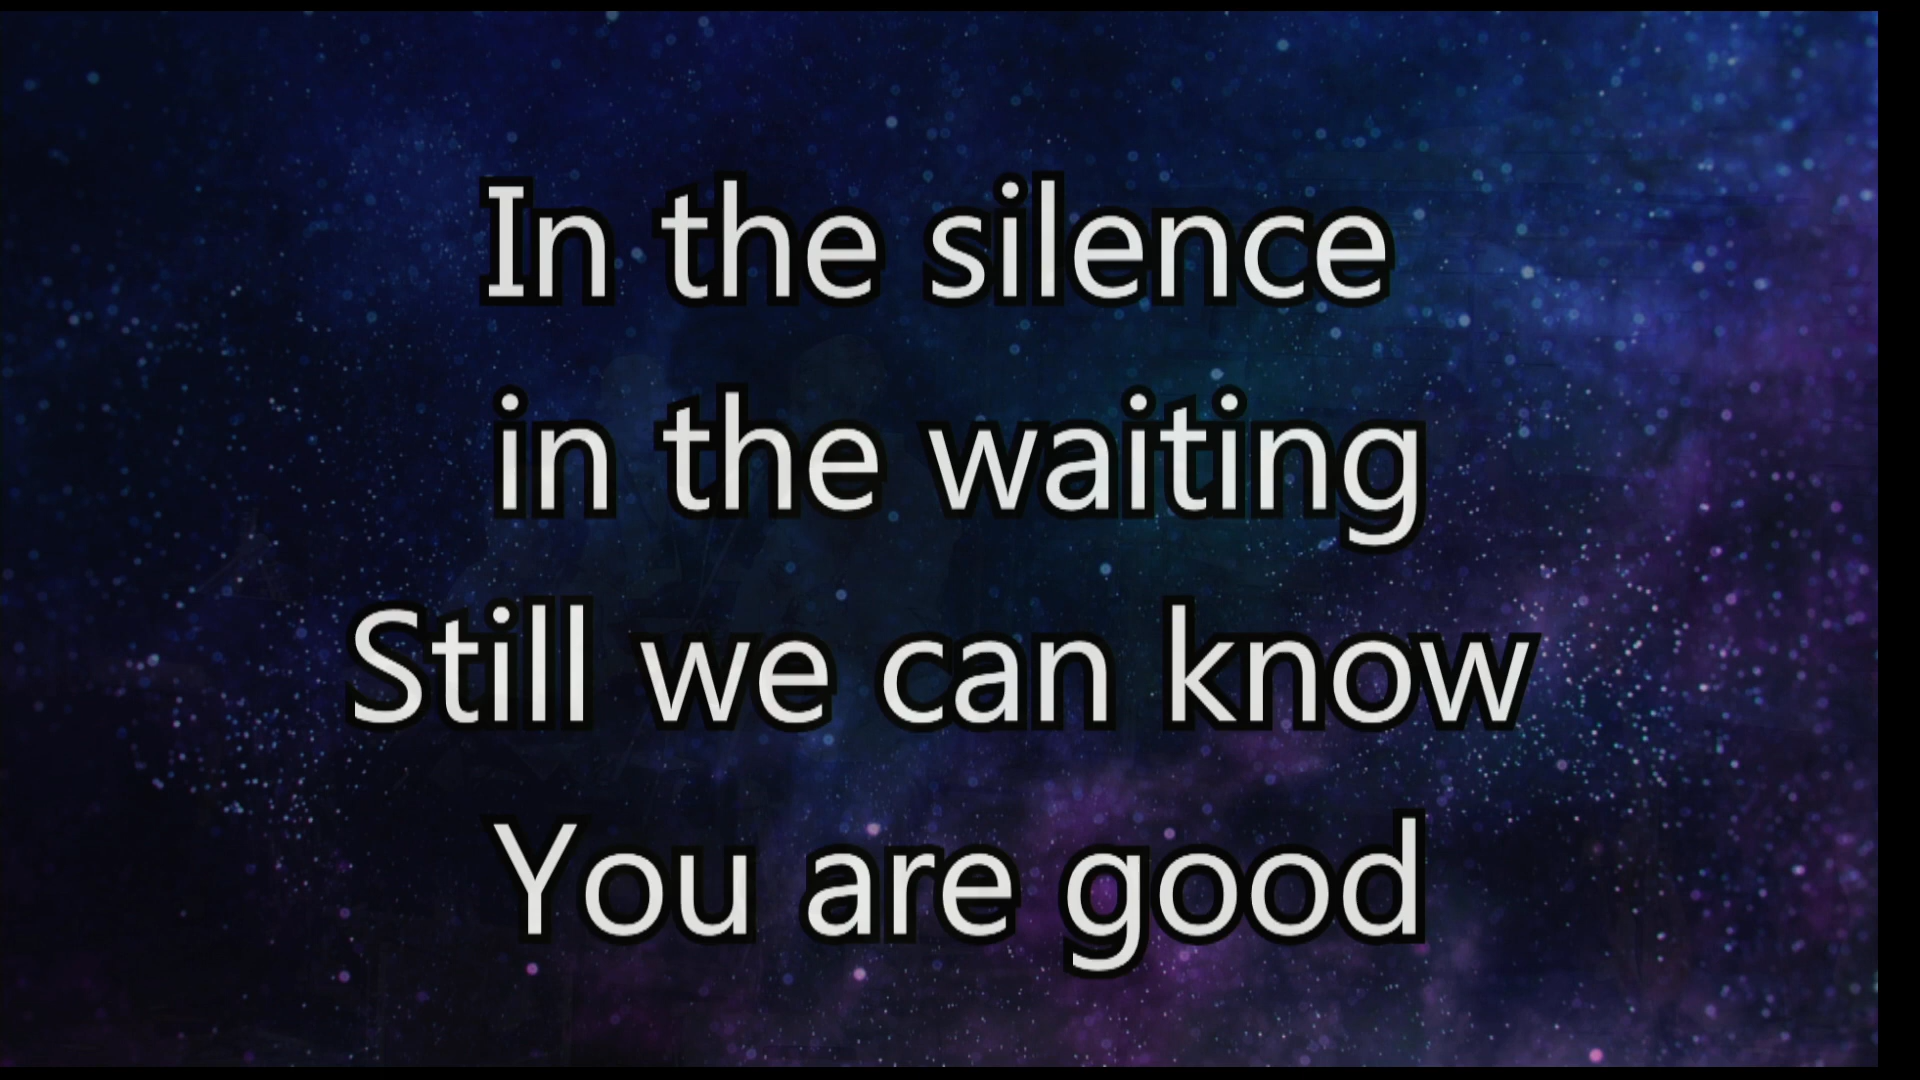 In the silence
in the waiting
Still we can know
You are good